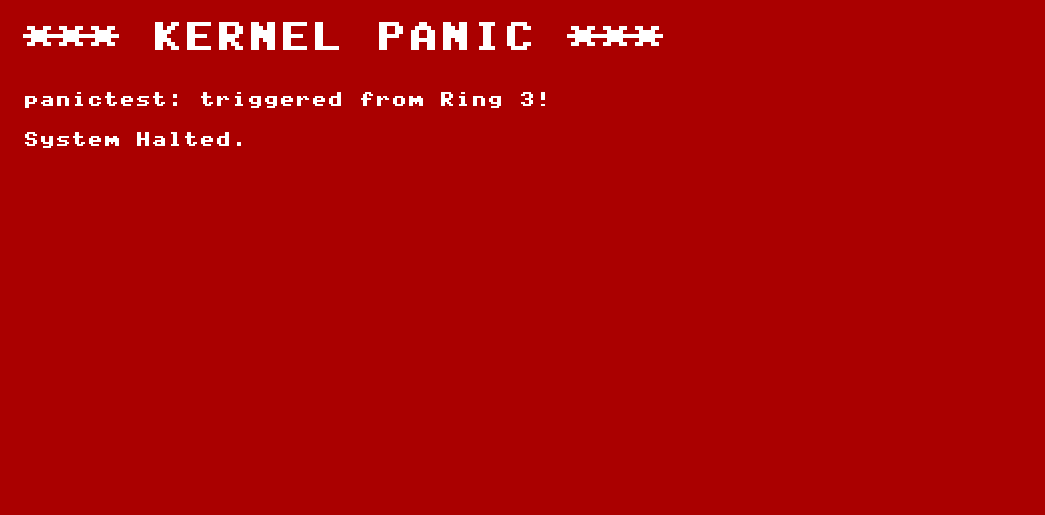 *** KERNEL PANIC ***
panictest: triggered from Ring 3!
System Halted.